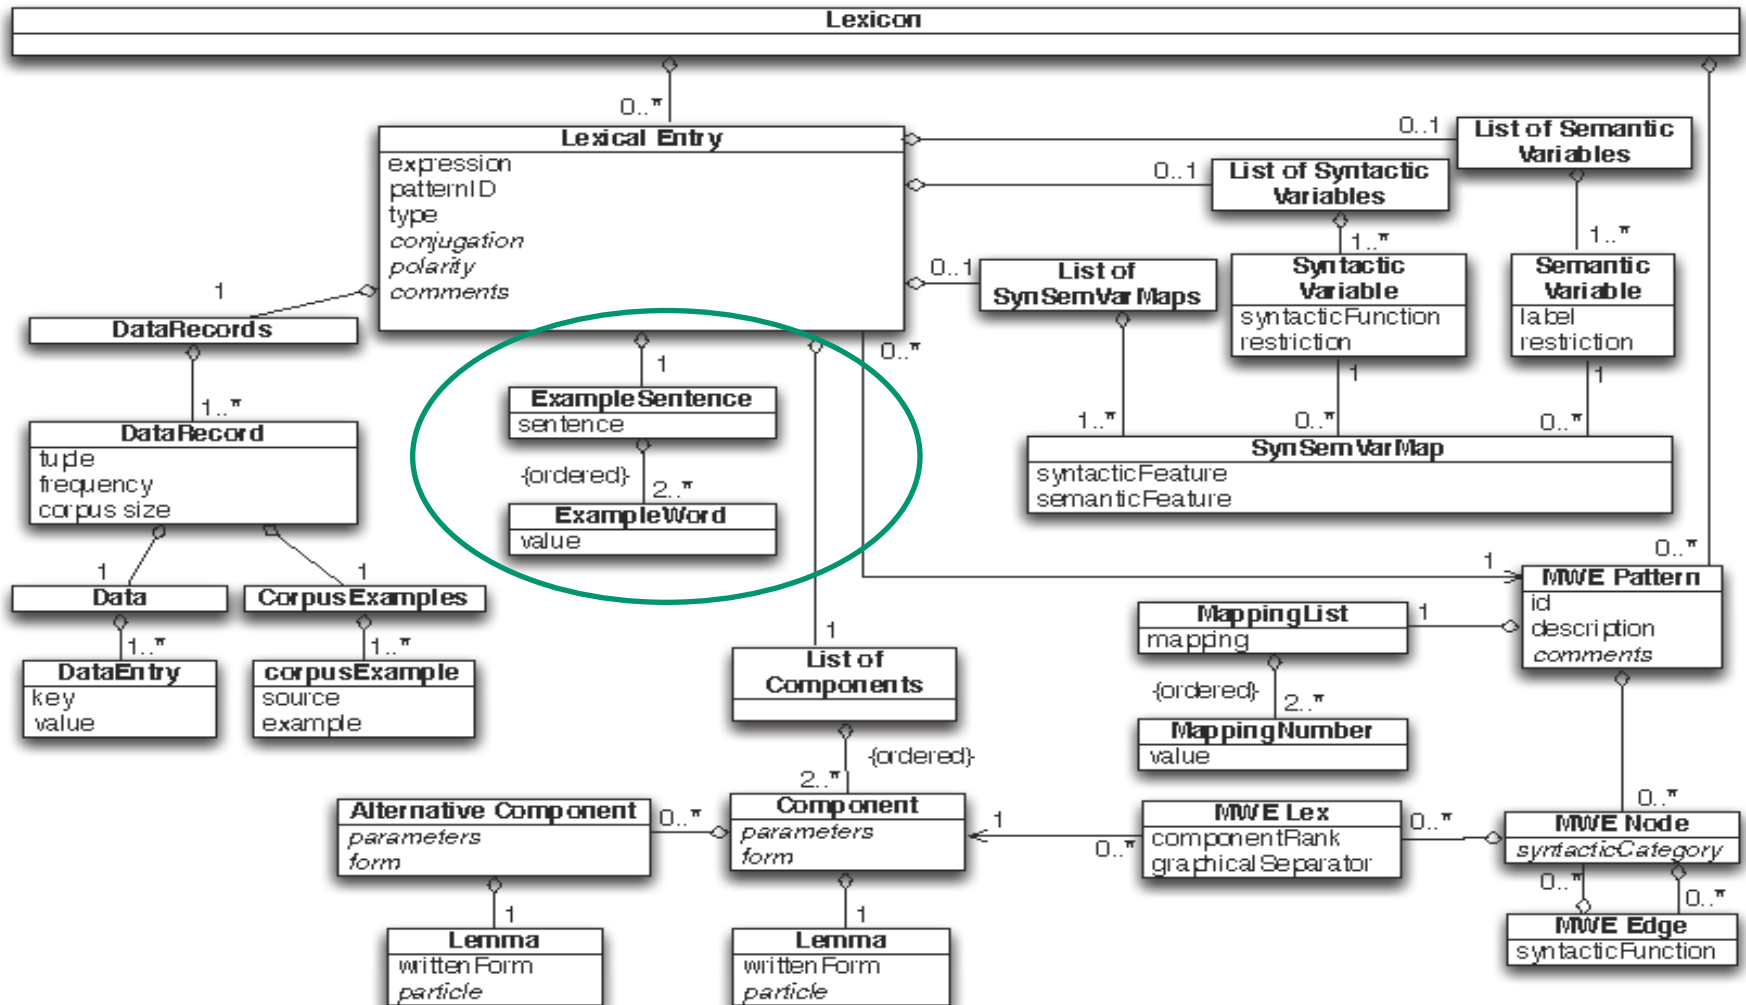 Lexicon
0..*
Lexical Entry
expression
patternID
type
conjugation
polarity
comments
0..1
List of Semantic
Variables
0..1
List of Syntactic
Variables
1..*
1..*
0..1
List of
SynSemVarMaps
Syntactic
Variable
syntacticFunction
restriction
Semantic
Variable
label
restriction
1
DataRecords
1
0..*
1..*
DataRecord
tuple
frequency
corpus size
ExampleSentence
sentence
{ordered}
2..*
ExampleWord
value
1
1
1..*
0..*
0..*
SynSemVarMap
syntacticFeature
semanticFeature
1
1
Data
CorpusExamples
1..*
1..*
DataEntry
key
value
corpusExample
source
example
1
0..*
MWE Pattern
id
description
comments
MappingList
mapping
1
{ordered}
2..*
MappingNumber
value
1
List of
Components
{ordered}
2..*
0..*
Alternative Component
parameters
form
0..*
Component
parameters
form
1
0..*
MWE Lex
componentRank
graphicalSeparator
0..*
MWE Node
syntacticCategory
0..*
0..*
MWE Edge
syntacticFunction
1
1
Lemma
writtenForm
particle
Lemma
writtenForm
particle